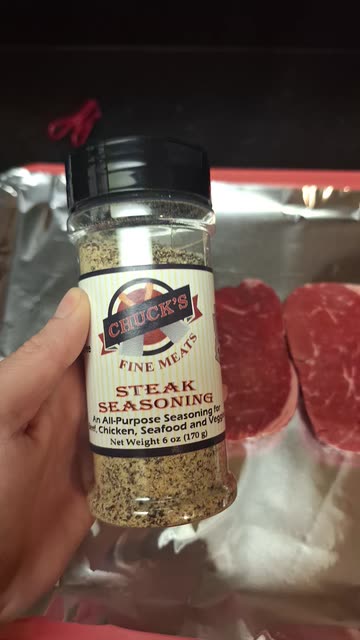 CHUCK'S
FINE MEATS
STEAK
SEASONING
An All-Purpose Seasoning for
Chicken, Seafood and
Net Weight 6 oz (170 g)